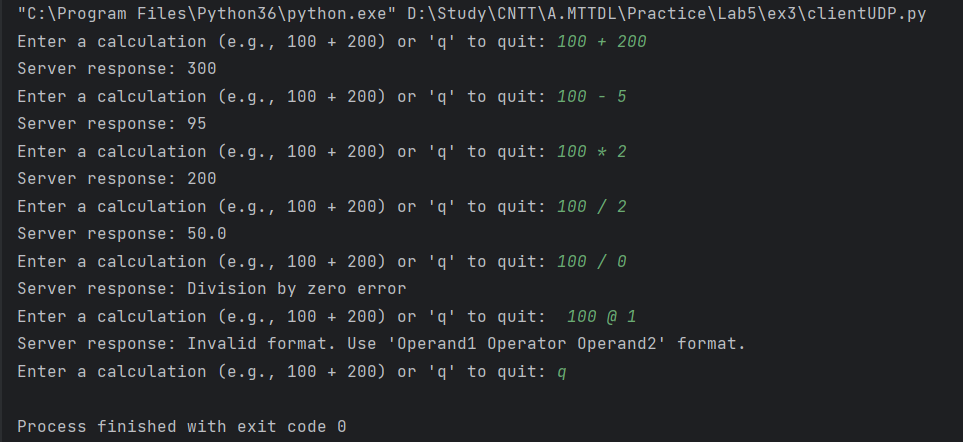 "C:\Program Files\Python36\python.exe" D:\Study\CNTT\A.MTTDL\Practice\Lab5\ex3\clientUDP.py
Enter a calculation (e.g., 100 + 200) or 'q' to quit: 100 + 200
Server response: 300
Enter a calculation (e.g., 100 + 200) or 'q' to quit: 100 - 5
Server response: 95
Enter a calculation (e.g., 100 + 200) or 'q' to quit: 100 * 2
Server response: 200
Enter a calculation (e.g., 100 + 200) or 'q' to quit: 100 / 2
Server response: 50.0
Enter a calculation (e.g., 100 + 200) or 'q' to quit: 100 / 0
Server response: Division by zero error
Enter a calculation (e.g., 100 + 200) or 'q' to quit:  100 @ 1
Server response: Invalid format. Use 'Operand1 Operator Operand2' format.
Enter a calculation (e.g., 100 + 200) or 'q' to quit: q
Process finished with exit code 0